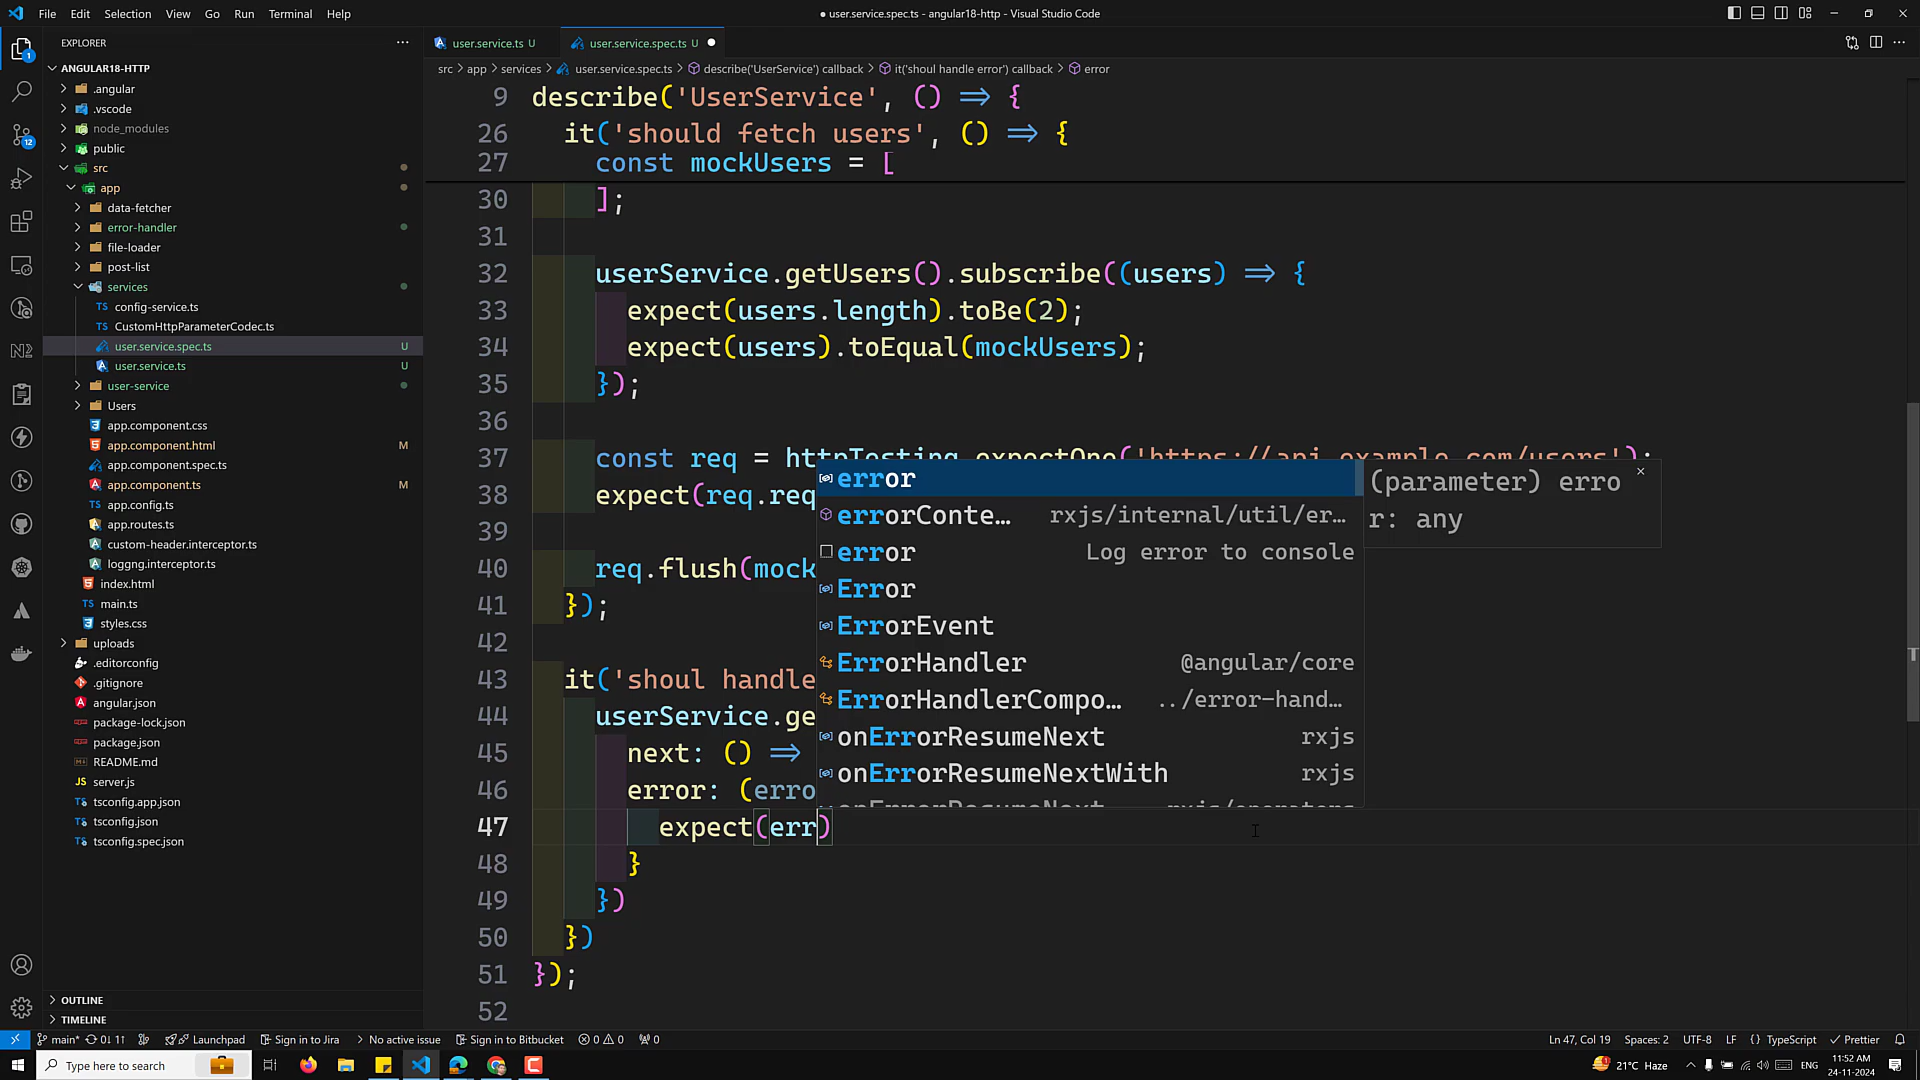 File Edit Selection View Go Run Terminal Help
● user.service.spec.ts - angular18-http - Visual Studio Code
EXPLORER
ANGULAR18-HTTP
.angular
.vscode
node_modules
public
src
app
data-fetcher
error-handler
file-loader
post-list
services
TS config-service.ts
TS CustomHttpParameterCodec.ts
user.service.spec.ts U
user.service.ts U
user-service
Users
app.component.css
app.component.html M
app.component.spec.ts
app.component.ts M
app.config.ts
app.routes.ts
custom-header.interceptor.ts
loggng.interceptor.ts
index.html
TS main.ts
styles.css
uploads
.editorconfig
.gitignore
angular.json
package-lock.json
package.json
README.md
JS server.js
tsconfig.app.json
tsconfig.json
tsconfig.spec.json
OUTLINE
TIMELINE
user.service.ts U
user.service.spec.ts U
src > app > services > user.service.spec.ts > describe('UserService') callback > it('shoul handle error') callback > error
9 describe('UserService', () => {
26 it('should fetch users', () => {
27 const mockUsers = [
30 ];
31
32 userService.getUsers().subscribe((users) => {
33 expect(users.length).toBe(2);
34 expect(users).toEqual(mockUsers);
35 });
36
37 const req = httpTesting.expectOne('https://api.example.com/users');
38 expect(req.req
39
40 req.flush(mock
41 });
42
43 it('shoul handle
44 userService.ge
45 next: () =>
46 error: (erro
47 expect(err)
48 }
49 })
50 })
51 });
52
error
errorConte… rxjs/internal/util/er…
error Log error to console
Error
ErrorEvent
ErrorHandler @angular/core
ErrorHandlerCompo… ../error-hand…
onErrorResumeNext rxjs
onErrorResumeNextWith rxjs
onErrorResumeNext rxjs/operators
(parameter) erro
r: any
main* 0↓ 1↑ Launchpad Sign in to Jira No active issue Sign in to Bitbucket 0 0 0
Ln 47, Col 19 Spaces: 2 UTF-8 LF {} TypeScript Prettier
Type here to search
21°C Haze ENG
11:52 AM
24-11-2024